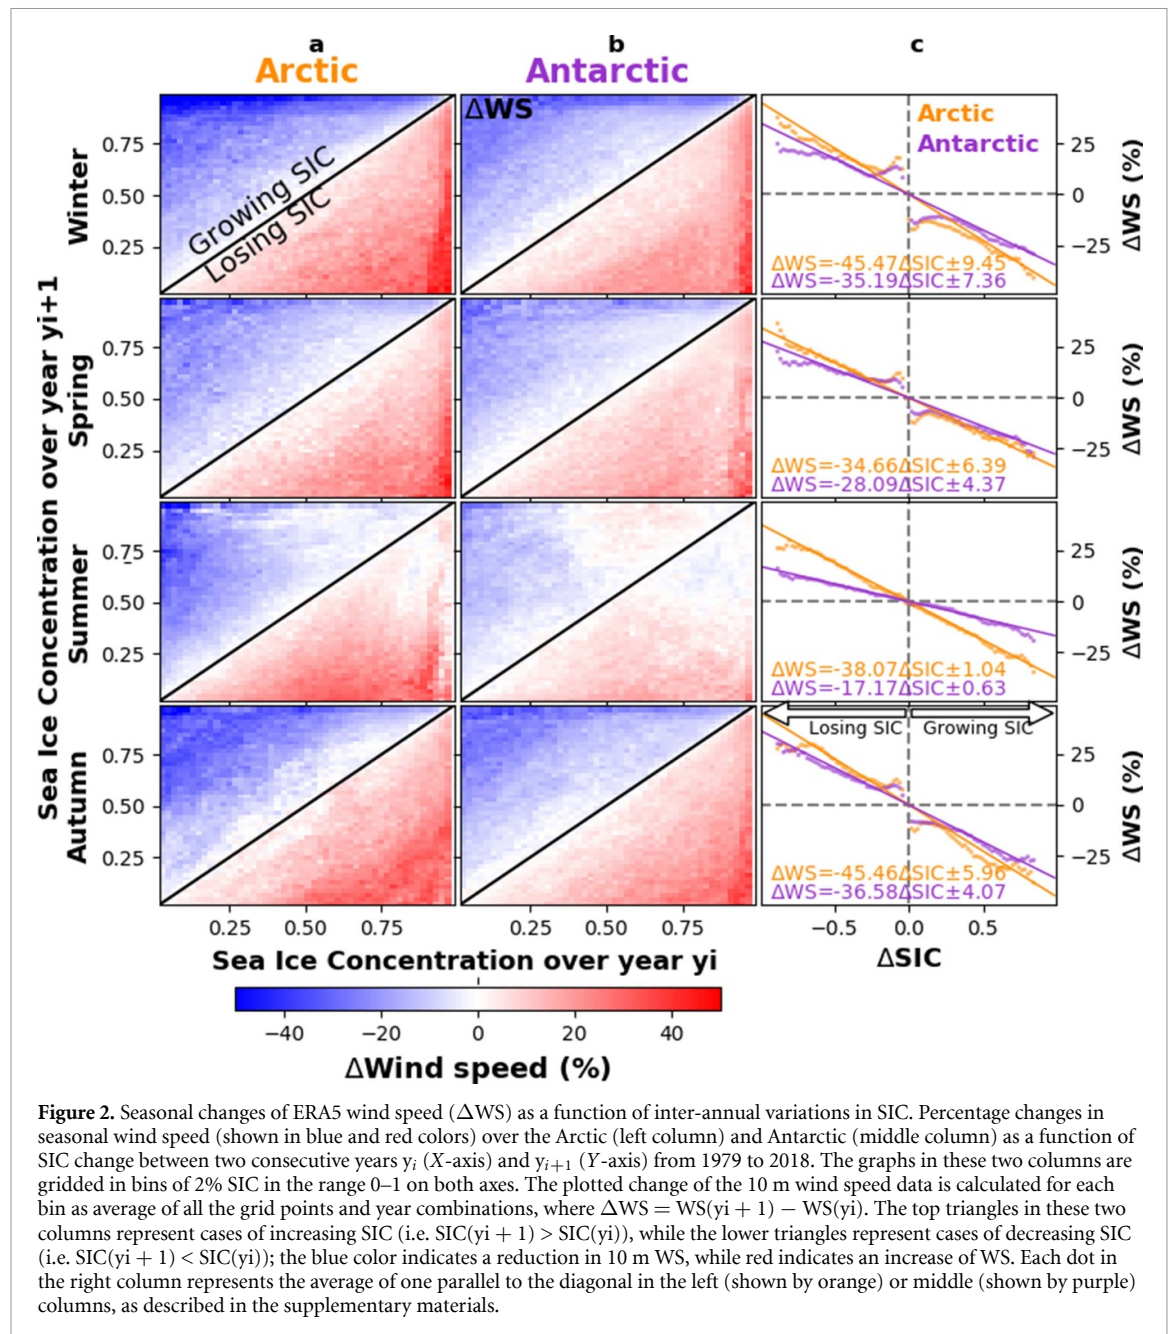 a
b
c
Arctic
Antarctic
ΔWS
Arctic
Antarctic
Growing SIC
Losing SIC
Winter
0.75
0.50
0.25
25
0
−25
ΔWS (%)
ΔWS=-45.47ΔSIC±9.45
ΔWS=-35.19ΔSIC±7.36
Sea Ice Concentration over year yi+1
Spring
0.75
0.50
0.25
25
0
−25
ΔWS (%)
ΔWS=-34.66ΔSIC±6.39
ΔWS=-28.09ΔSIC±4.37
Summer
0.75
0.50
0.25
25
0
−25
ΔWS (%)
ΔWS=-38.07ΔSIC±1.04
ΔWS=-17.17ΔSIC±0.63
Autumn
0.75
0.50
0.25
Losing SIC
Growing SIC
25
0
−25
ΔWS (%)
ΔWS=-45.46ΔSIC±5.96
ΔWS=-36.58ΔSIC±4.07
0.25 0.50 0.75
0.25 0.50 0.75
−0.5 0.0 0.5
Sea Ice Concentration over year yi
ΔSIC
−40 −20 0 20 40
ΔWind speed (%)
Figure 2. Seasonal changes of ERA5 wind speed (ΔWS) as a function of inter-annual variations in SIC. Percentage changes in
seasonal wind speed (shown in blue and red colors) over the Arctic (left column) and Antarctic (middle column) as a function of
SIC change between two consecutive years yi (X-axis) and yi+1 (Y-axis) from 1979 to 2018. The graphs in these two columns are
gridded in bins of 2% SIC in the range 0–1 on both axes. The plotted change of the 10 m wind speed data is calculated for each
bin as average of all the grid points and year combinations, where ΔWS = WS(yi + 1) − WS(yi). The top triangles in these two
columns represent cases of increasing SIC (i.e. SIC(yi + 1) > SIC(yi)), while the lower triangles represent cases of decreasing SIC
(i.e. SIC(yi + 1) < SIC(yi)); the blue color indicates a reduction in 10 m WS, while red indicates an increase of WS. Each dot in
the right column represents the average of one parallel to the diagonal in the left (shown by orange) or middle (shown by purple)
columns, as described in the supplementary materials.